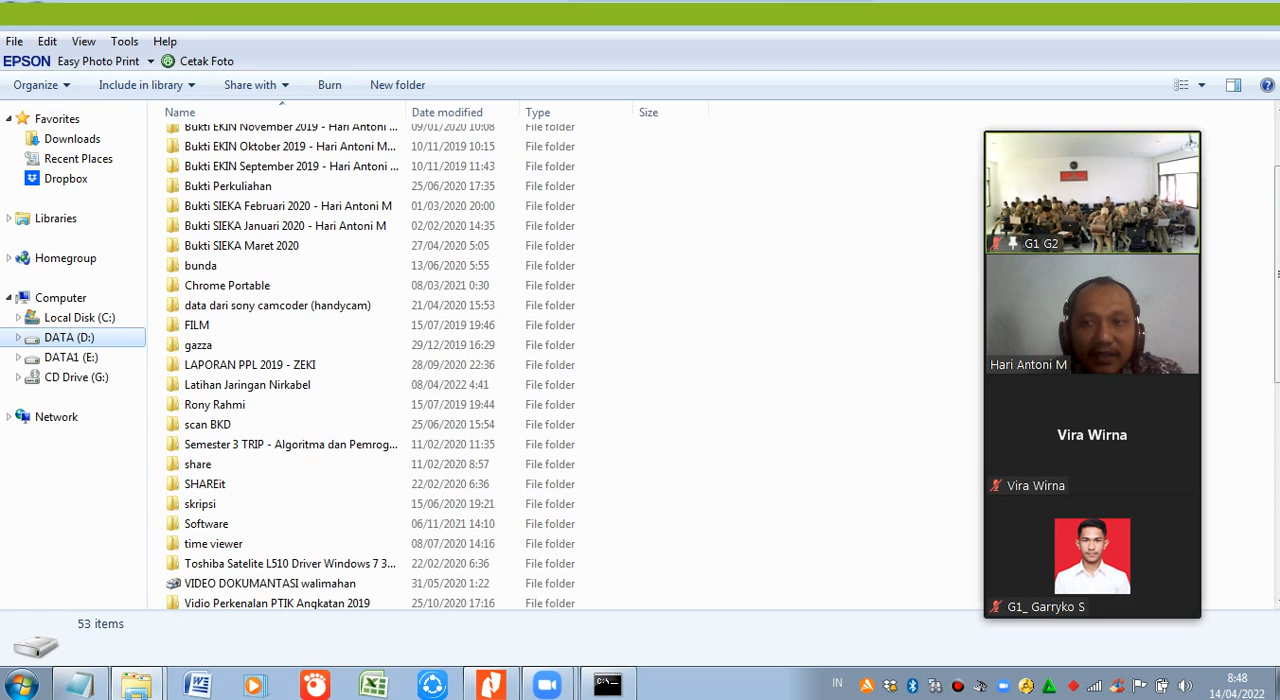 File Edit View Tools Help
EPSON Easy Photo Print Cetak Foto
Organize Include in library Share with Burn New folder
Name Date modified Type Size
Favorites
Downloads
Recent Places
Dropbox
Libraries
Homegroup
Computer
Local Disk (C:)
DATA (D:)
DATA1 (E:)
CD Drive (G:)
Network
Bukti EKIN November 2019 - Hari Antoni ... 09/01/2020 10:08 File folder
Bukti EKIN Oktober 2019 - Hari Antoni M... 10/11/2019 10:15 File folder
Bukti EKIN September 2019 - Hari Antoni ... 10/11/2019 11:43 File folder
Bukti Perkuliahan 25/06/2020 17:35 File folder
Bukti SIEKA Februari 2020 - Hari Antoni M 01/03/2020 20:00 File folder
Bukti SIEKA Januari 2020 - Hari Antoni M 02/02/2020 14:35 File folder
Bukti SIEKA Maret 2020 27/04/2020 5:05 File folder
bunda 13/06/2020 5:55 File folder
Chrome Portable 08/03/2021 0:30 File folder
data dari sony camcoder (handycam) 21/04/2020 15:53 File folder
FILM 15/07/2019 19:46 File folder
gazza 29/12/2019 16:29 File folder
LAPORAN PPL 2019 - ZEKI 28/09/2020 22:36 File folder
Latihan Jaringan Nirkabel 08/04/2022 4:41 File folder
Rony Rahmi 15/07/2019 19:44 File folder
scan BKD 25/06/2020 15:54 File folder
Semester 3 TRIP - Algoritma dan Pemrog... 11/02/2020 11:35 File folder
share 11/02/2020 8:57 File folder
SHAREit 22/02/2020 6:36 File folder
skripsi 15/06/2020 19:21 File folder
Software 06/11/2021 14:10 File folder
time viewer 08/07/2020 14:16 File folder
Toshiba Satelite L510 Driver Windows 7 3... 22/02/2020 6:36 File folder
VIDEO DOKUMANTASI walimahan 31/05/2020 1:22 File folder
Vidio Perkenalan PTIK Angkatan 2019 25/10/2020 17:16 File folder
G1 G2
Hari Antoni M
Vira Wirna
Vira Wirna
G1_ Garryko S
53 items
C:\_
IN
8:48
14/04/2022